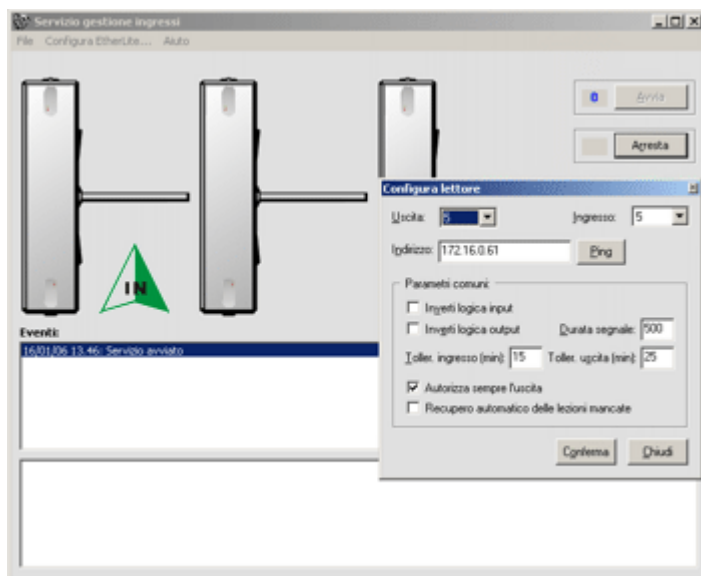 Servizio gestione ingressi
File Configura EtherLite... Aiuto
0 Avvia
Arresta
Configura lettore
Uscita: 5 Ingresso: 5
Indirizzo: 172.16.0.61 Ping
Parametri comuni:
Inverti logica input
Inverti logica output Durata segnale: 500
Toller. ingresso (min): 15 Toller. uscita (min): 25
Autorizza sempre l'uscita
Recupero automatico delle lezioni mancate
Conferma Chiudi
IN
Eventi:
16/01/06 13.46: Servizio avviato